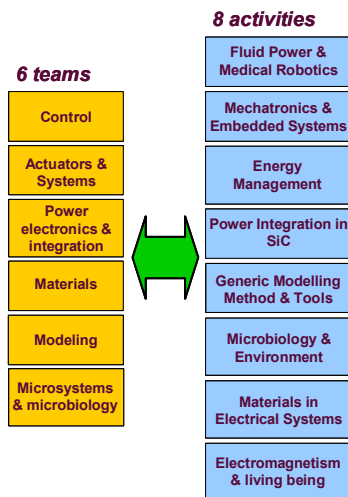 6 teams
Control
Actuators &
Systems
Power
electronics &
integration
Materials
Modeling
Microsystems
& microbiology
8 activities
Fluid Power &
Medical Robotics
Mechatronics &
Embedded Systems
Energy
Management
Power Integration in
SiC
Generic Modelling
Method & Tools
Microbiology &
Environment
Materials in
Electrical Systems
Electromagnetism
& living being